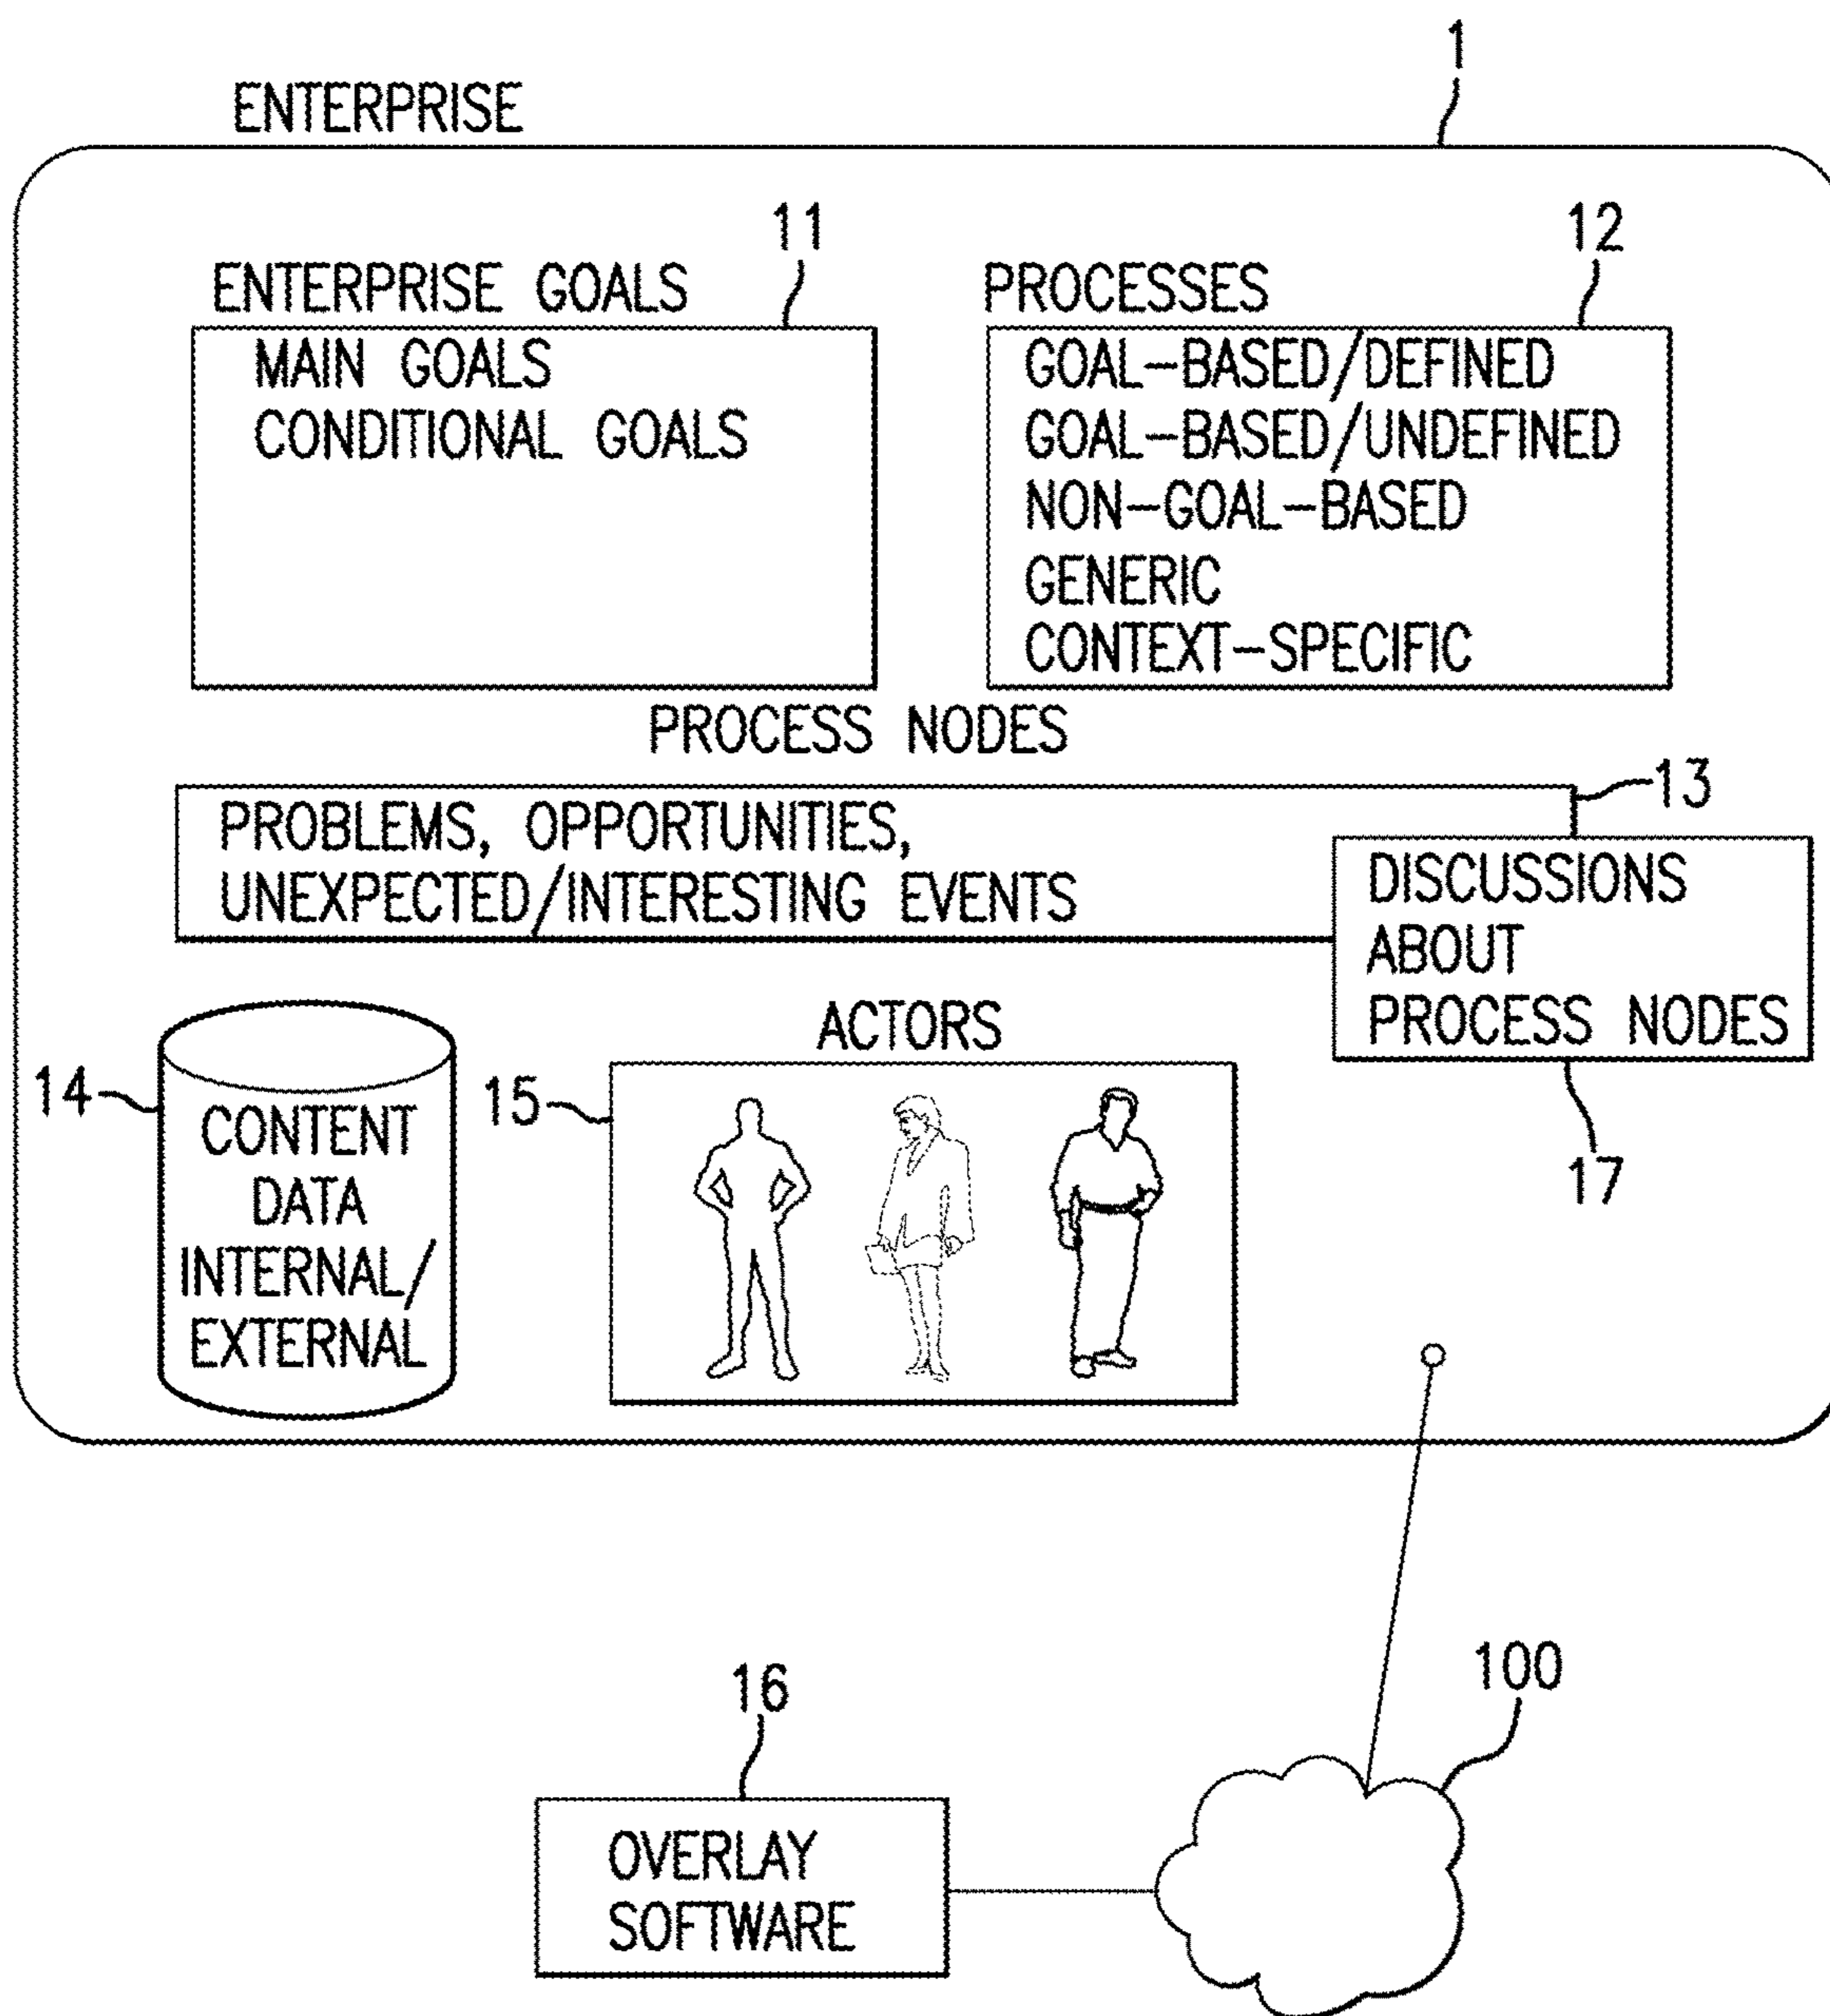 1
ENTERPRISE
11
12
ENTERPRISE GOALS
PROCESSES
MAIN GOALS
CONDITIONAL GOALS
GOAL-BASED/DEFINED
GOAL-BASED/UNDEFINED
NON-GOAL-BASED
GENERIC
CONTEXT-SPECIFIC
PROCESS NODES
13
PROBLEMS, OPPORTUNITIES,
UNEXPECTED/INTERESTING EVENTS
DISCUSSIONS
ABOUT
PROCESS NODES
17
14
CONTENT
DATA
INTERNAL/
EXTERNAL
ACTORS
15
100
16
OVERLAY
SOFTWARE